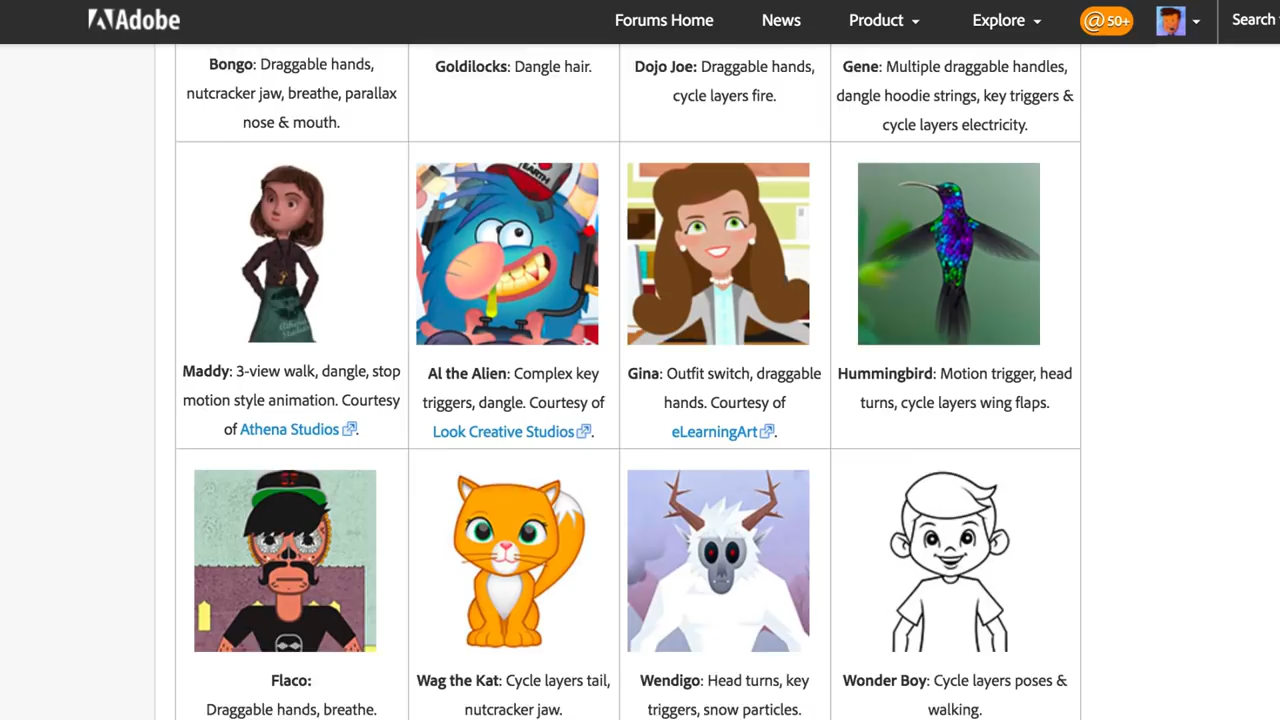 Adobe
Forums Home
News
Product
Explore
@ 50+
Search
Bongo: Draggable hands,
nutcracker jaw, breathe, parallax
nose & mouth.
Goldilocks: Dangle hair.
Dojo Joe: Draggable hands,
cycle layers fire.
Gene: Multiple draggable handles,
dangle hoodie strings, key triggers &
cycle layers electricity.
EARTH
Athena
Studios
Maddy: 3-view walk, dangle, stop
motion style animation. Courtesy
of Athena Studios.
Al the Alien: Complex key
triggers, dangle. Courtesy of
Look Creative Studios.
Gina: Outfit switch, draggable
hands. Courtesy of
eLearningArt.
Hummingbird: Motion trigger, head
turns, cycle layers wing flaps.
SF
Flaco:
Draggable hands, breathe.
Wag the Kat: Cycle layers tail,
nutcracker jaw.
Wendigo: Head turns, key
triggers, snow particles.
Wonder Boy: Cycle layers poses &
walking.